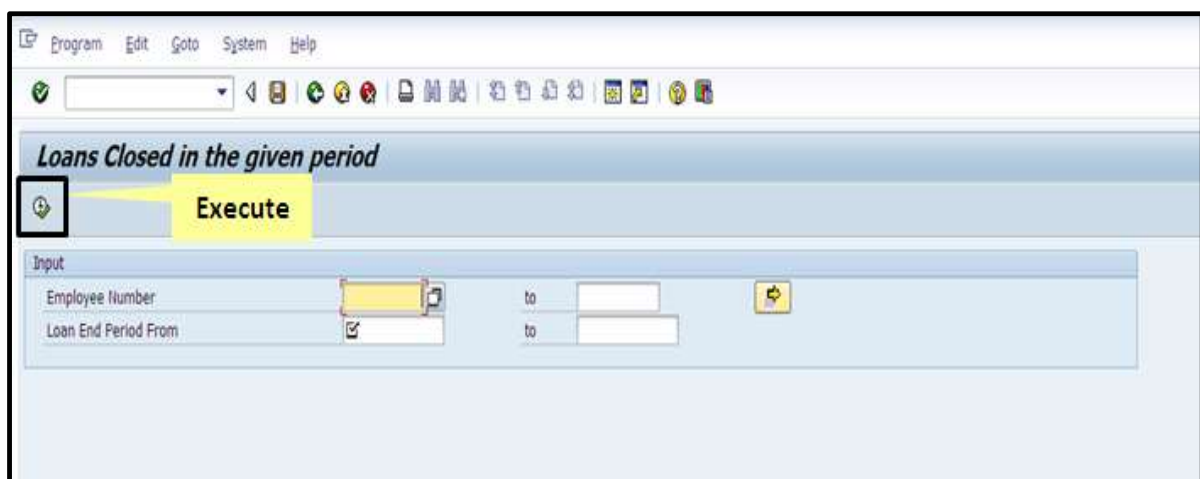 Program Edit Goto System Help
Loans Closed in the given period
Execute
Input
Employee Number to
Loan End Period From to